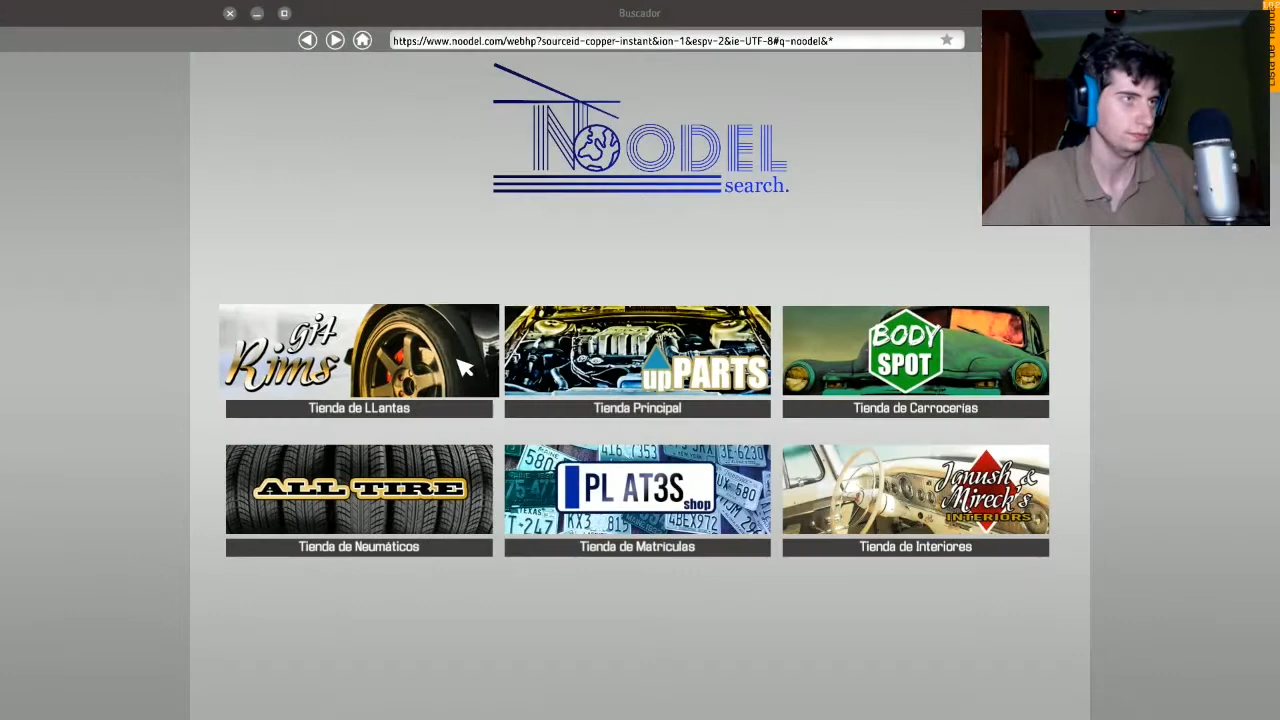 Buscador
https://www.noodel.com/webhp?sourceid-copper-instant&ion-1&espv-2&ie-UTF-8#q-noodel&*
NOODEL
search.
gi4
Rims
upPARTS
BODY
SPOT
Tienda de LLantas
Tienda Principal
Tienda de Carrocerías
ALL TIRE
PL AT3S
shop
Janush &
Mireck's
INTERIORS
Tienda de Neumáticos
Tienda de Matrículas
Tienda de Interiores